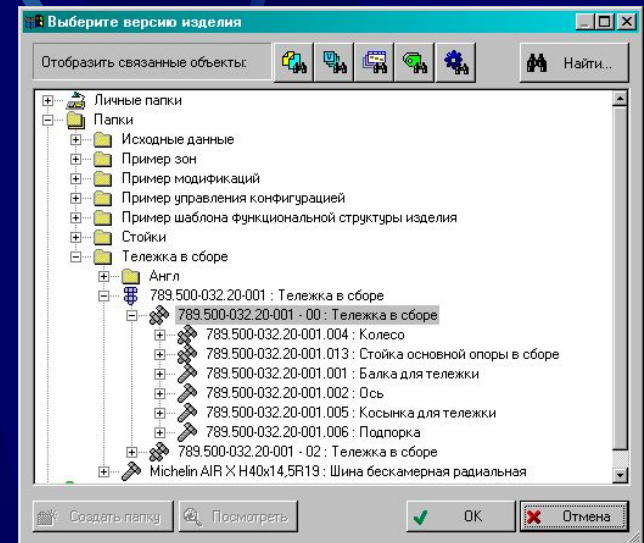 Выберите версию изделия
Отобразить связанные объекты:
Найти...
Личные папки
Папки
Исходные данные
Пример зон
Пример модификаций
Пример управления конфигурацией
Пример шаблона функциональной структуры изделия
Стойки
Тележка в сборе
Англ
789.500-032.20-001 : Тележка в сборе
789.500-032.20-001 - 00 : Тележка в сборе
789.500-032.20-001.004 : Колесо
789.500-032.20-001.013 : Стойка основной опоры в сборе
789.500-032.20-001.001 : Балка для тележки
789.500-032.20-001.002 : Ось
789.500-032.20-001.005 : Косынка для тележки
789.500-032.20-001.006 : Подпорка
789.500-032.20-001 - 02 : Тележка в сборе
Michelin AIR X H40x14,5R19 : Шина бескамерная радиальная
Создать папку
Посмотреть
OK
Отмена